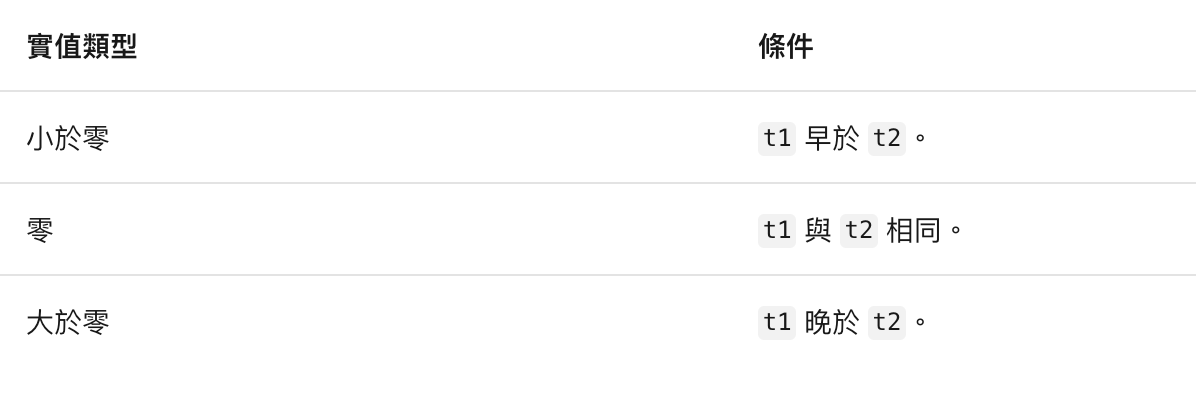 實值類型 條件
小於零 t1 早於 t2。
零 t1 與 t2 相同。
大於零 t1 晚於 t2。